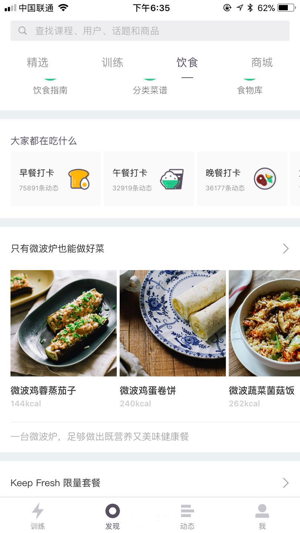 中国联通
下午6:35
62%
查找课程、用户、话题和商品
精选
训练
饮食
商城
饮食指南
分类菜谱
食物库
大家都在吃什么
早餐打卡
75691条动态
午餐打卡
32919条动态
晚餐打卡
36177条动态
只有微波炉也能做好菜
微波鸡蓉蒸茄子
144kcal
微波鸡蛋卷饼
240kcal
微波蔬菜菌菇饭
262kcal
一台微波炉，足够做出既营养又美味健康餐
Keep Fresh 限量套餐
训练
发现
动态
我